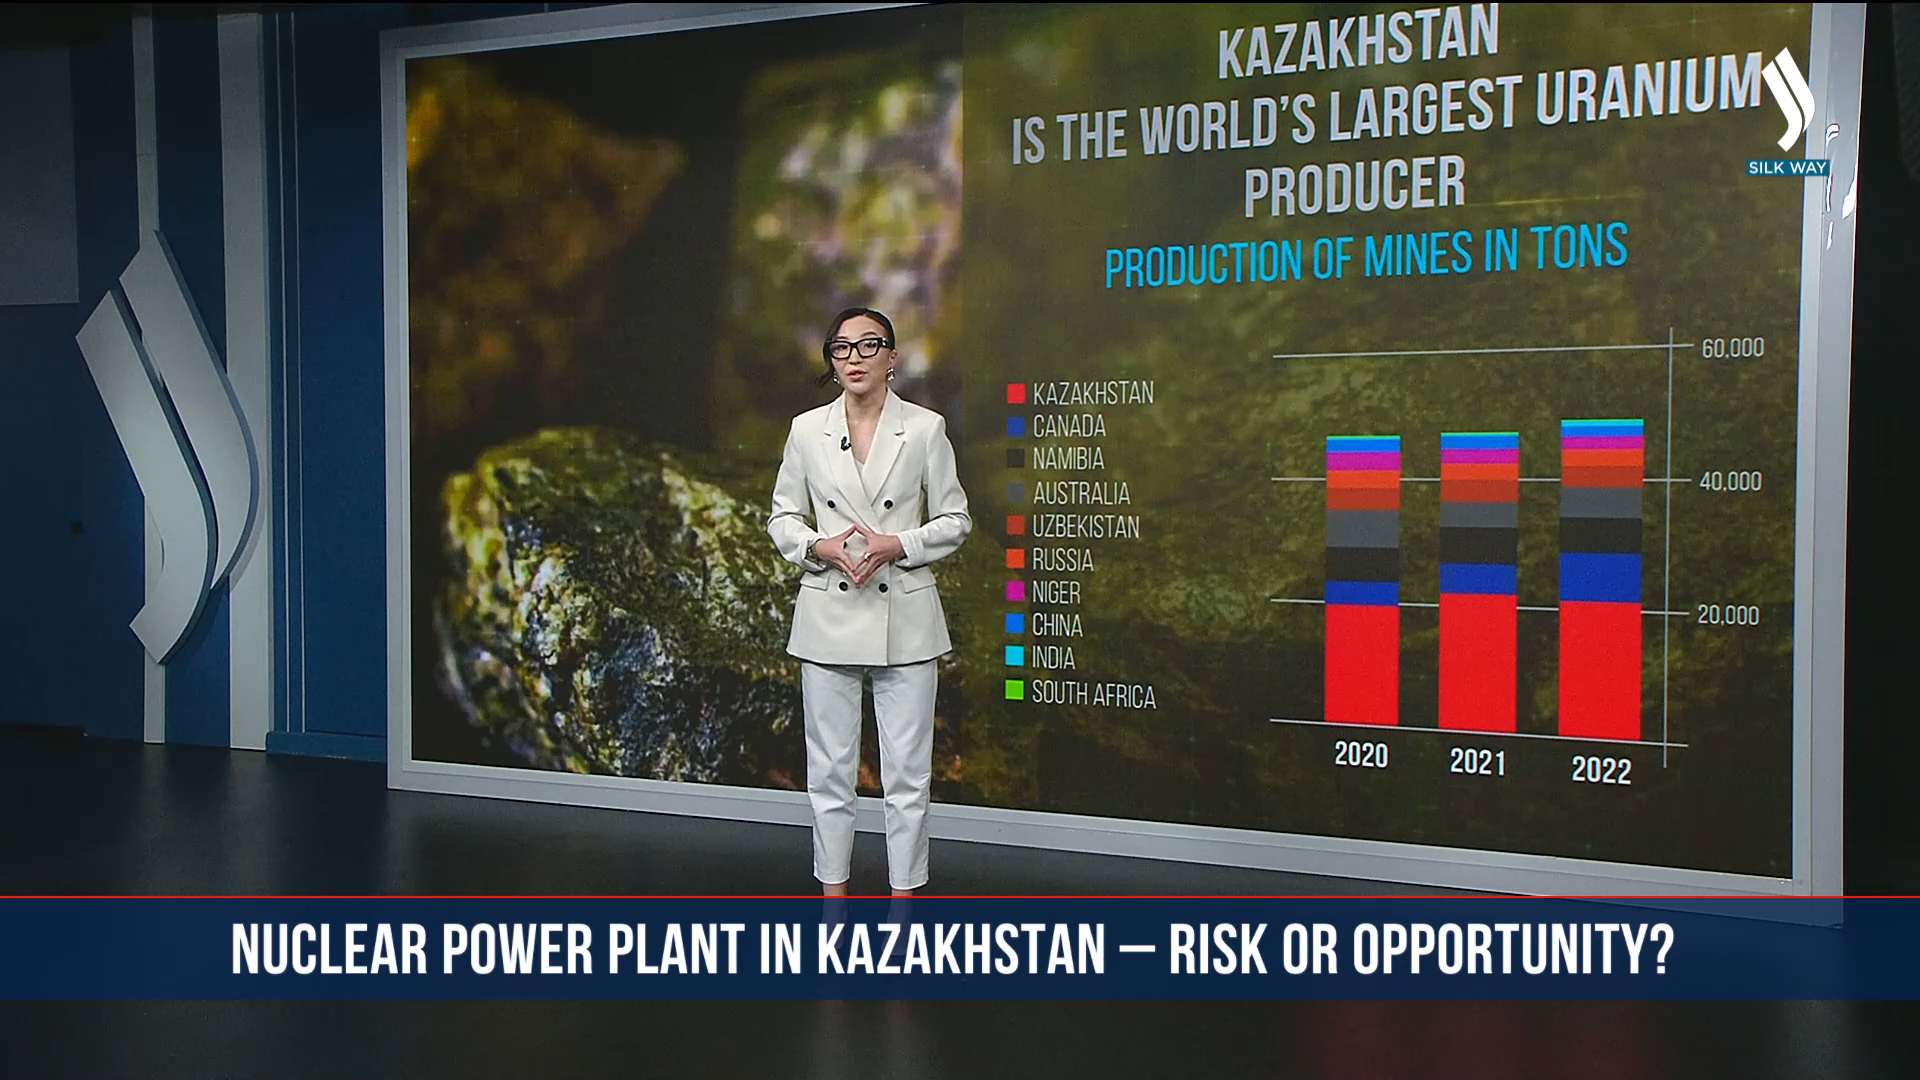 KAZAKHSTAN
IS THE WORLD'S LARGEST URANIUM
PRODUCER
PRODUCTION OF MINES IN TONS
SILK WAY
KAZAKHSTAN
CANADA
NAMIBIA
AUSTRALIA
UZBEKISTAN
RUSSIA
NIGER
CHINA
INDIA
SOUTH AFRICA
60,000
40,000
20,000
2020 2021 2022
NUCLEAR POWER PLANT IN KAZAKHSTAN – RISK OR OPPORTUNITY?